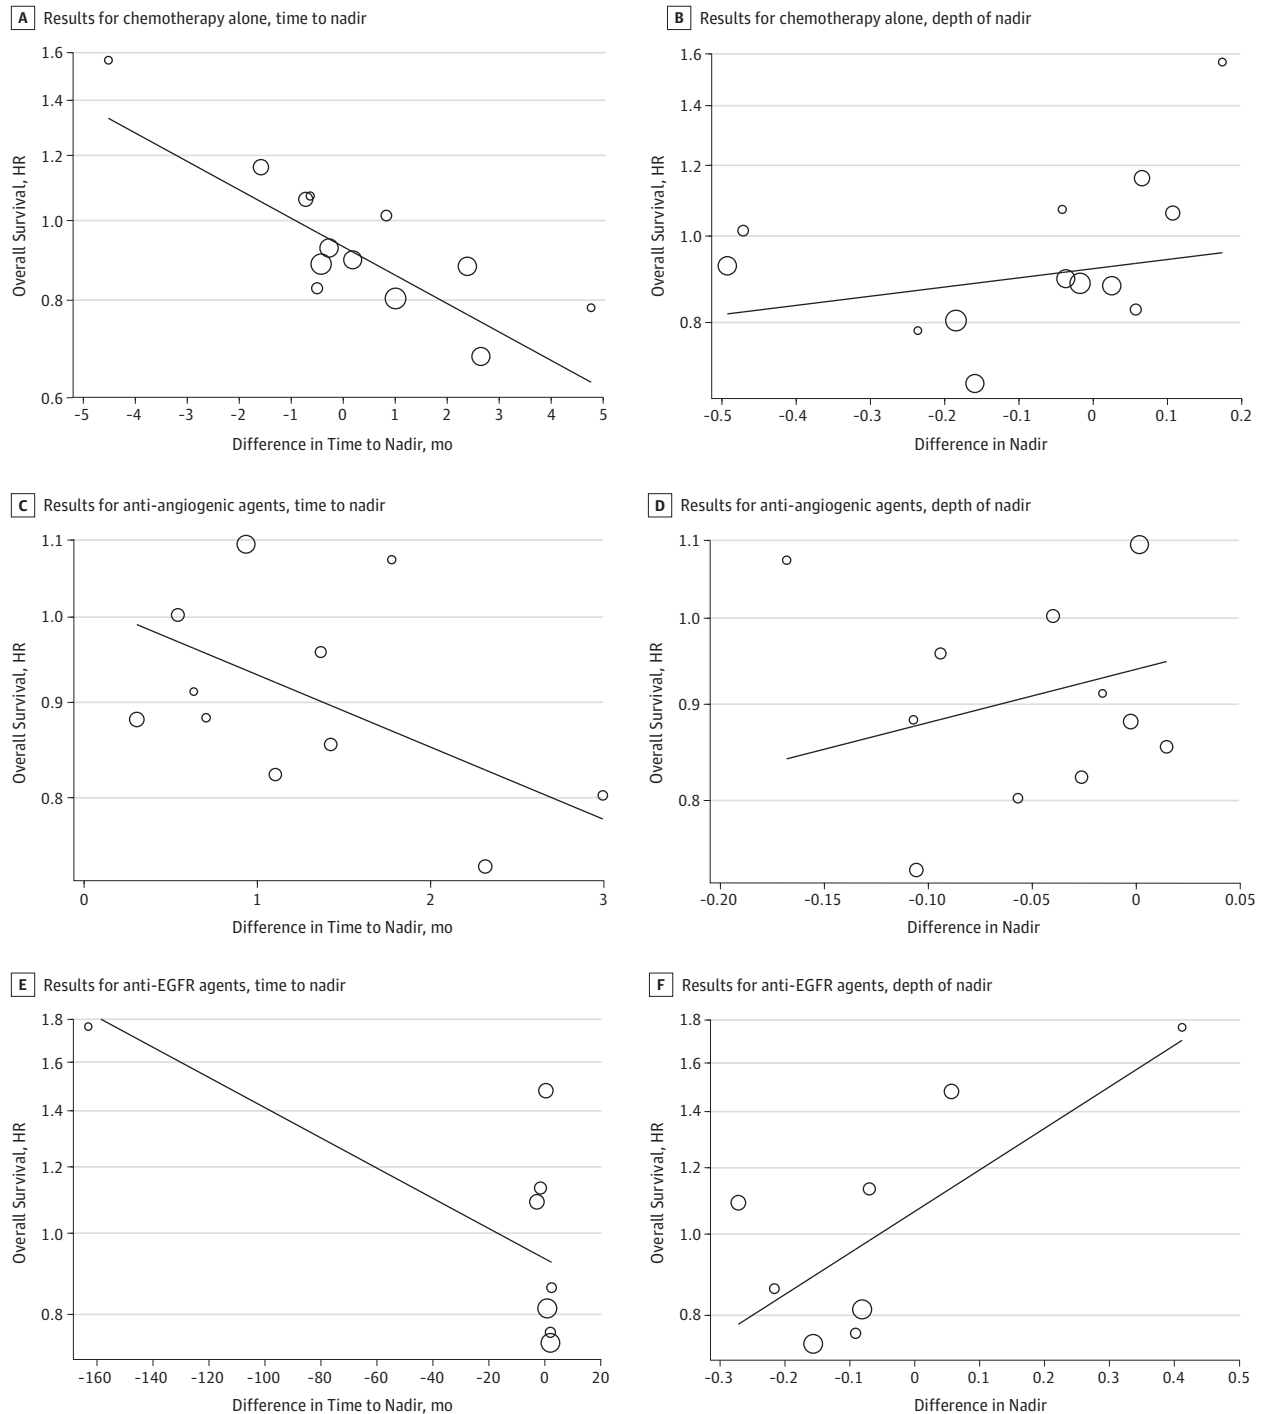 A Results for chemotherapy alone, time to nadir
Overall Survival, HR
1.6
1.4
1.2
1.0
0.8
0.6
-5 -4 -3 -2 -1 0 1 2 3 4 5
Difference in Time to Nadir, mo
B Results for chemotherapy alone, depth of nadir
Overall Survival, HR
1.6
1.4
1.2
1.0
0.8
-0.5 -0.4 -0.3 -0.2 -0.1 0 0.1 0.2
Difference in Nadir
C Results for anti-angiogenic agents, time to nadir
Overall Survival, HR
1.1
1.0
0.9
0.8
0 1 2 3
Difference in Time to Nadir, mo
D Results for anti-angiogenic agents, depth of nadir
Overall Survival, HR
1.1
1.0
0.9
0.8
-0.20 -0.15 -0.10 -0.05 0 0.05
Difference in Nadir
E Results for anti-EGFR agents, time to nadir
Overall Survival, HR
1.8
1.6
1.4
1.2
1.0
0.8
-160 -140 -120 -100 -80 -60 -40 -20 0 20
Difference in Time to Nadir, mo
F Results for anti-EGFR agents, depth of nadir
Overall Survival, HR
1.8
1.6
1.4
1.2
1.0
0.8
-0.3 -0.2 -0.1 0 0.1 0.2 0.3 0.4 0.5
Difference in Nadir